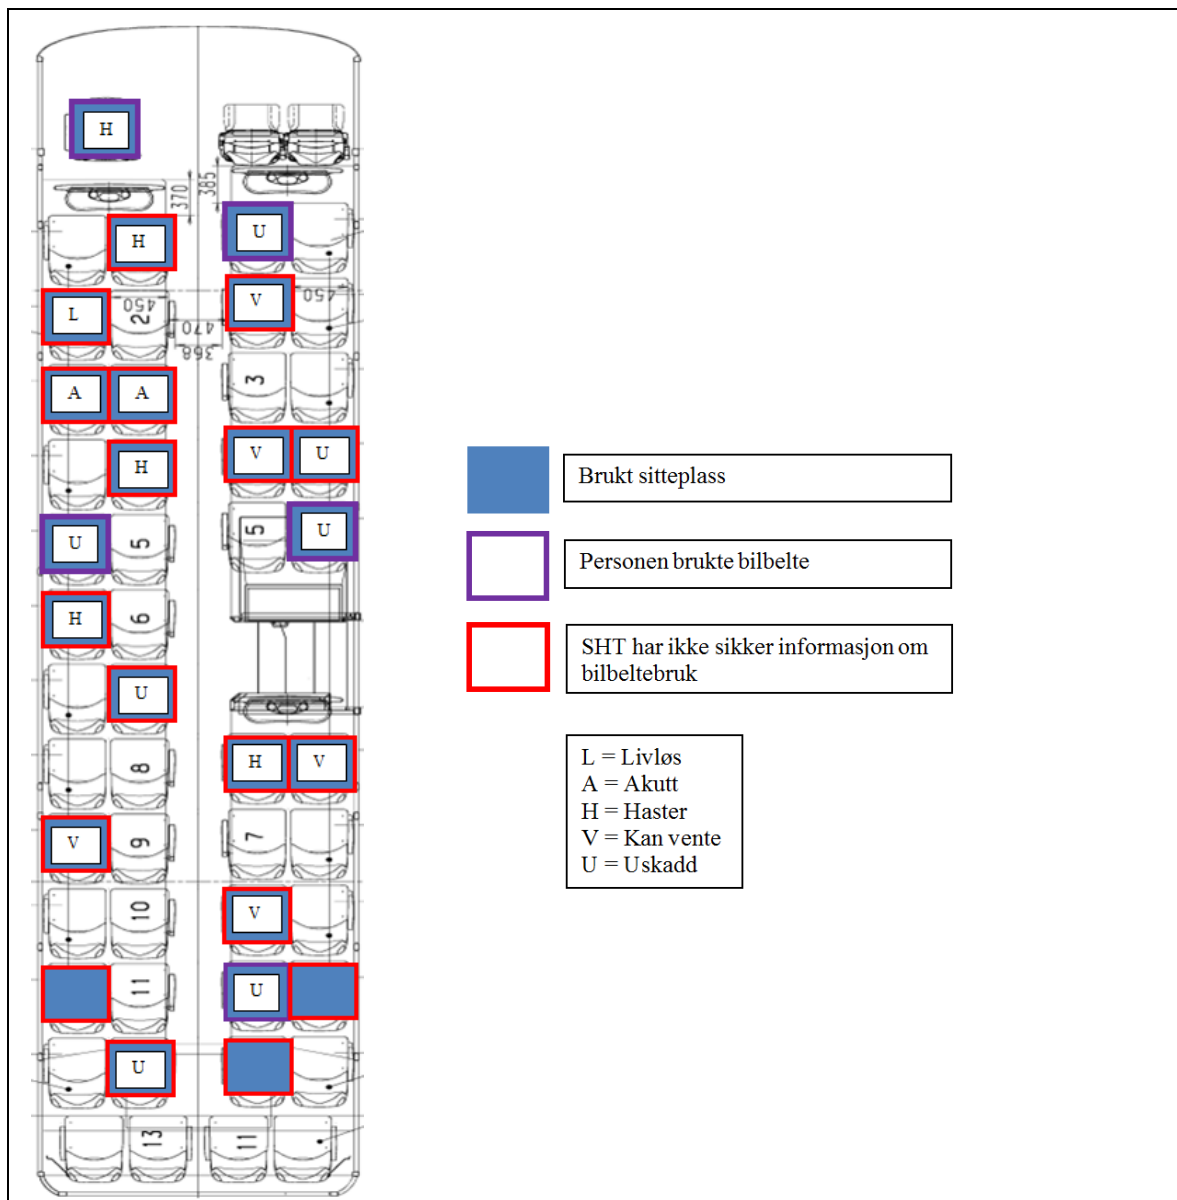 H
370
385
H
U
450
L
2
V
450
470
368
A
A
3
H
V
U
U
5
5
U
H
6
U
8
H
V
V
9
7
10
V
11
U
U
13
11
Brukt sitteplass
Personen brukte bilbelte
SHT har ikke sikker informasjon om
bilbeltebruk
L = Livløs
A = Akutt
H = Haster
V = Kan vente
U = Uskadd